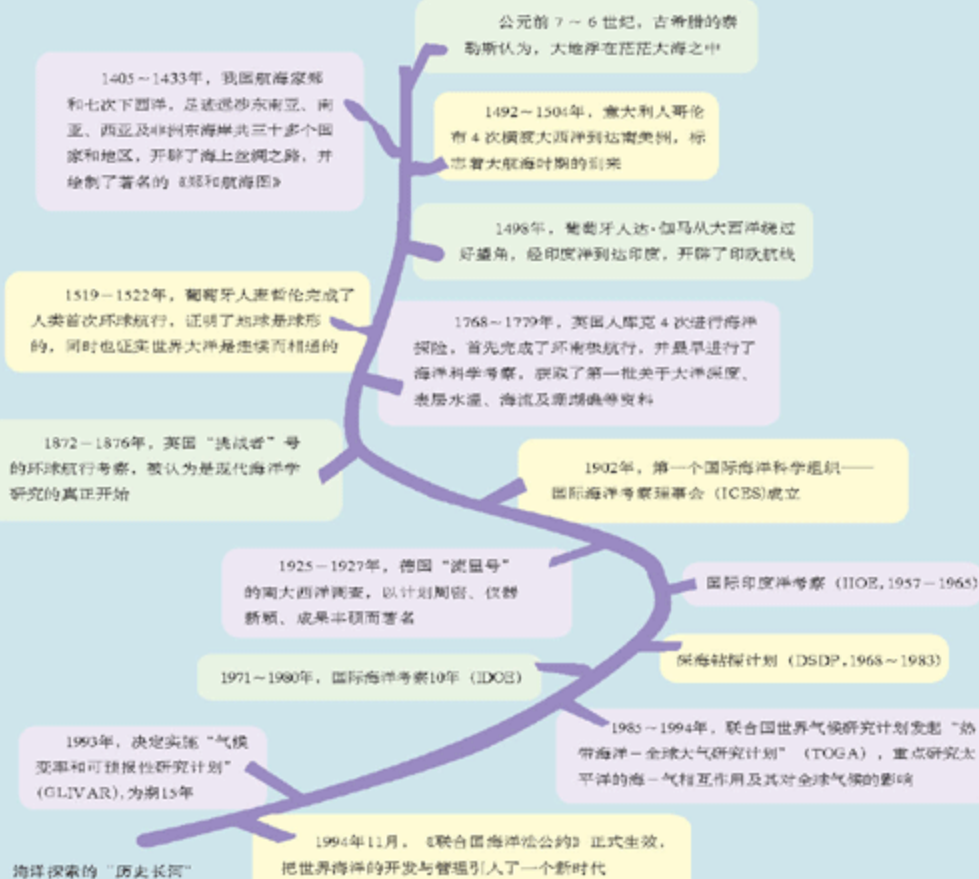 公元前 7 ~ 6 世纪，古希腊的泰
勒斯认为，大地浮在茫茫大海之中
1405~1433年，我国航海家郑
和七次下西洋，足迹遍涉东南亚、南
亚、西亚及非洲东海岸共三十多个国
家和地区，开辟了海上丝绸之路，并
绘制了著名的《郑和航海图》
1492~1504年，意大利人哥伦
布 4 次横渡大西洋到达南美洲，标
志着大航海时期的到来
1498年，葡萄牙人达·伽马从大西洋绕过
好望角，经印度洋到达印度，开辟了印欧航线
1519－1522年，葡萄牙人麦哲伦完成了
人类首次环球航行，证明了地球是球形
的，同时也证实世界大洋是连续而相通的
1768~1779年，英国人库克 4 次进行海洋
探险，首先完成了环南极航行，并最早进行了
海洋科学考察，获取了第一批关于大洋深度、
表层水温、海流及珊瑚礁等资料
1872－1876年，英国“挑战者”号
的环球航行考察，被认为是现代海洋学
研究的真正开始
1902年，第一个国际海洋科学组织——
国际海洋考察理事会（ICES)成立
1925－1927年，德国“流星号”
的南大西洋调查，以计划周密、仪器
新颖、成果丰硕而著名
国际印度洋考察（IIOE,1957－1965)
深海钻探计划（DSDP,1968~1983）
1971~1980年，国际海洋考察10年（IDOE）
1985~1994年，联合国世界气候研究计划发起“热
带海洋－全球大气研究计划”（TOGA），重点研究太
平洋的海－气相互作用及其对全球气候的影响
1993年，决定实施“气候
变率和可预报性研究计划”
(GLIVAR),为期15年
1994年11月，《联合国海洋法公约》正式生效，
把世界海洋的开发与管理引入了一个新时代
海洋探索的“历史长河”